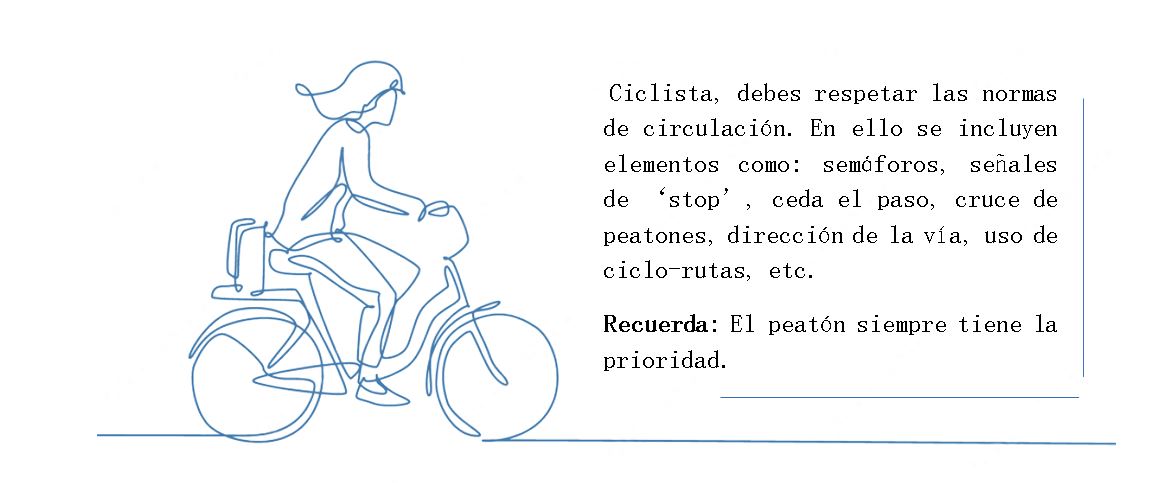 Ciclista, debes respetar las normas
de circulación. En ello se incluyen
elementos como: semáforos, señales
de ‘stop’, ceda el paso, cruce de
peatones, dirección de la vía, uso de
ciclo-rutas, etc.
Recuerda: El peatón siempre tiene la
prioridad.